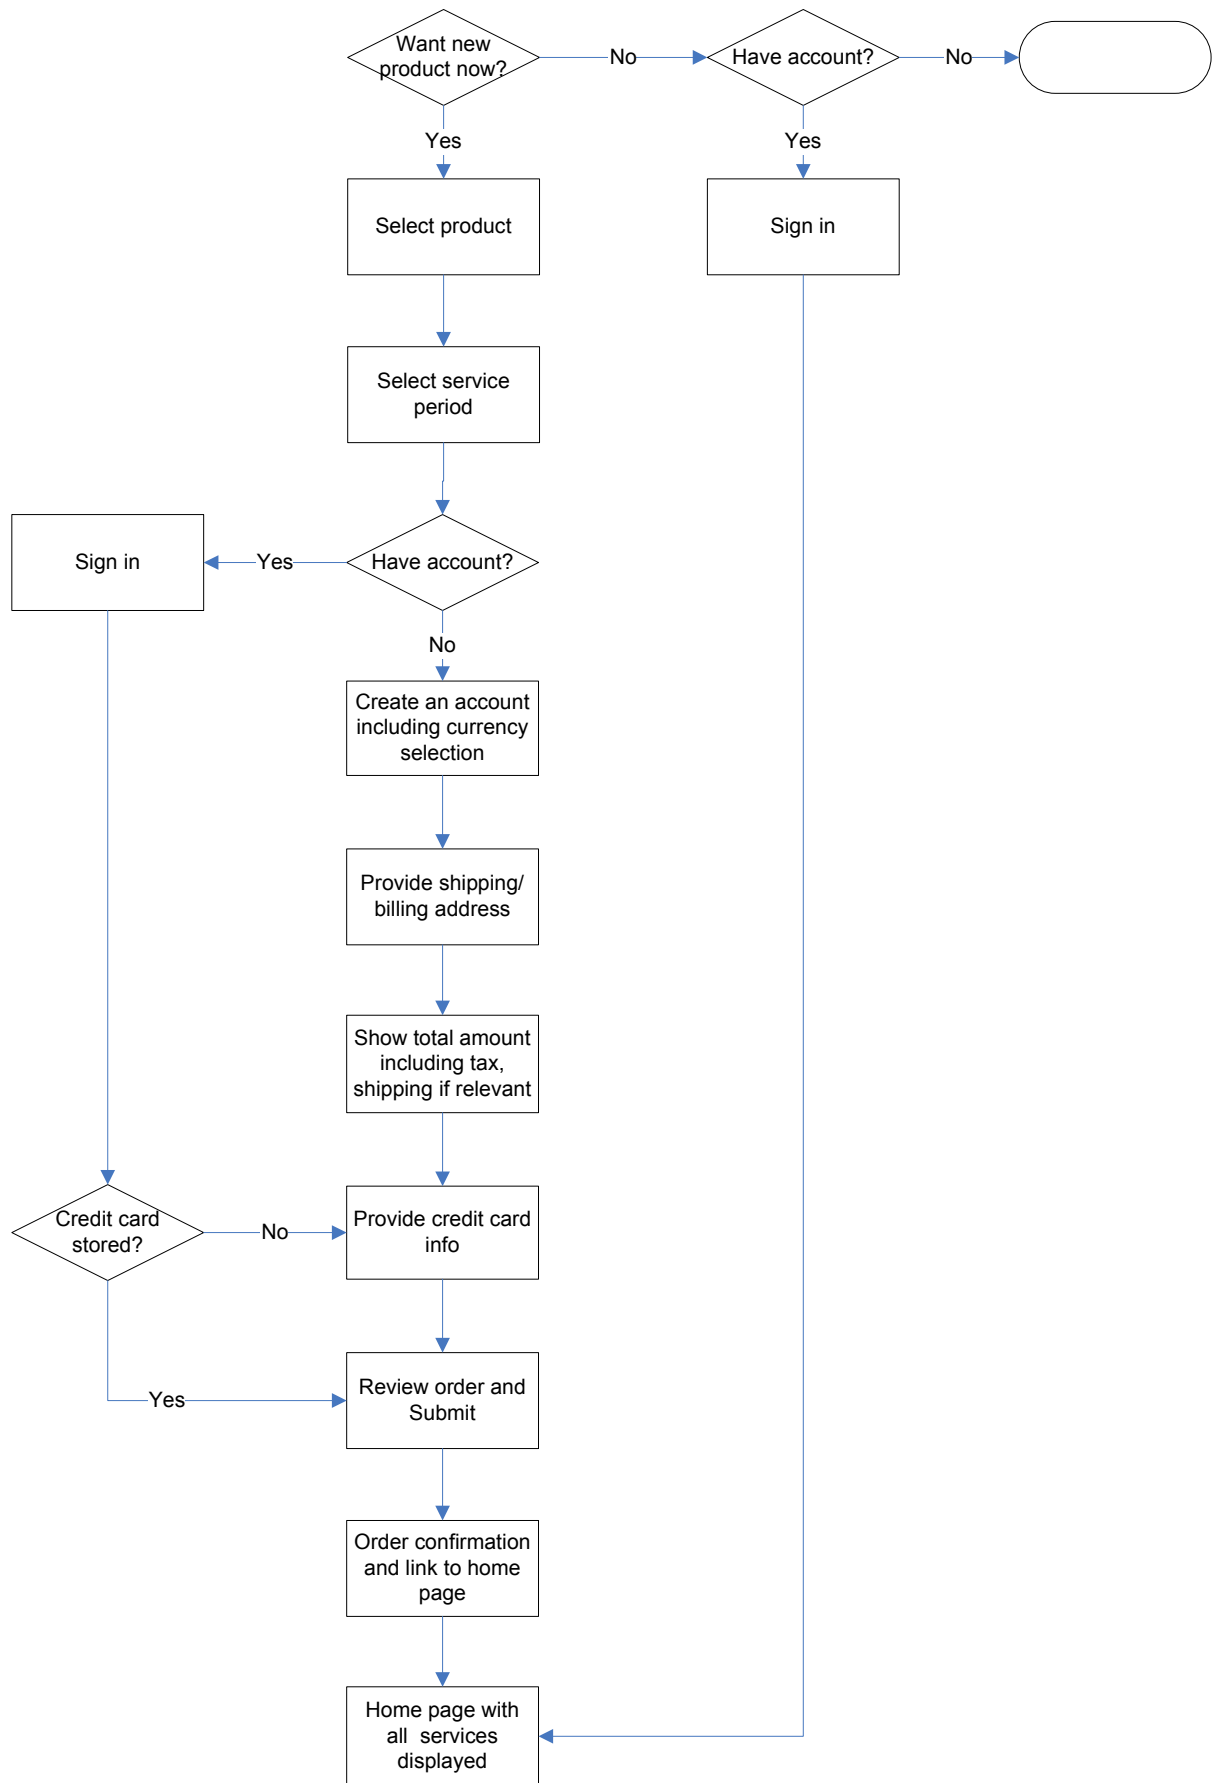 Want new
product now?
No
Have account?
No
Yes
Yes
Select product
Sign in
Select service
period
Sign in
Yes
Have account?
No
Create an account
including currency
selection
Provide shipping/
billing address
Show total amount
including tax,
shipping if relevant
Credit card
stored?
No
Provide credit card
info
Yes
Review order and
Submit
Order confirmation
and link to home
page
Home page with
all  services
displayed